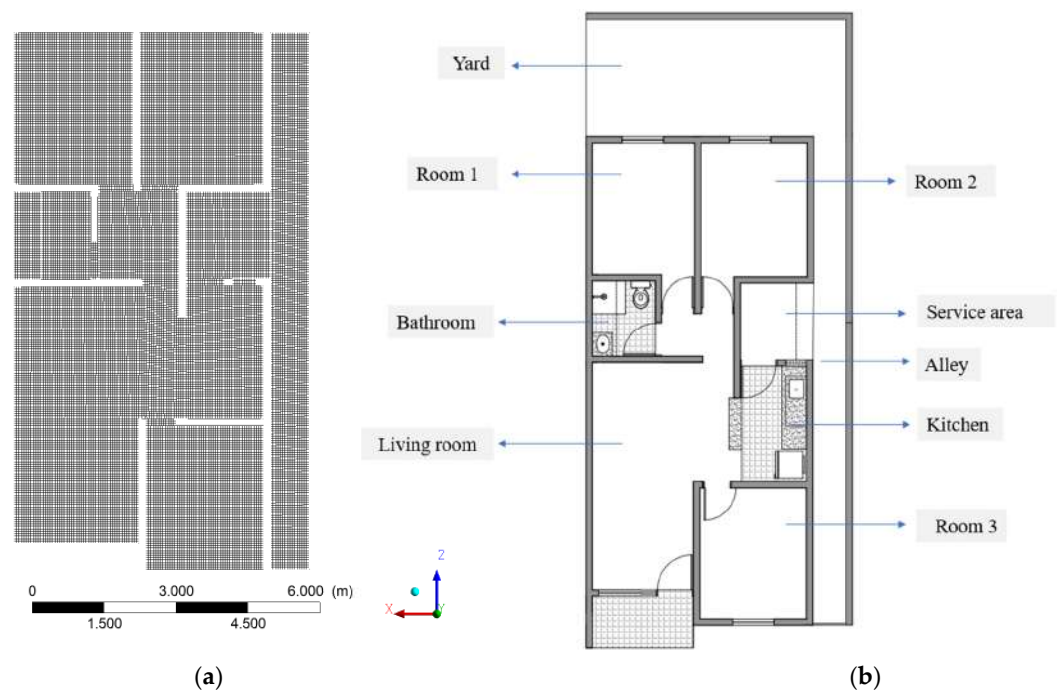 Yard
Room 1
Room 2
Bathroom
Service area
Alley
Living room
Kitchen
Room 3
Z
X
Y
0 3.000 6.000 (m)
1.500 4.500
(a) (b)